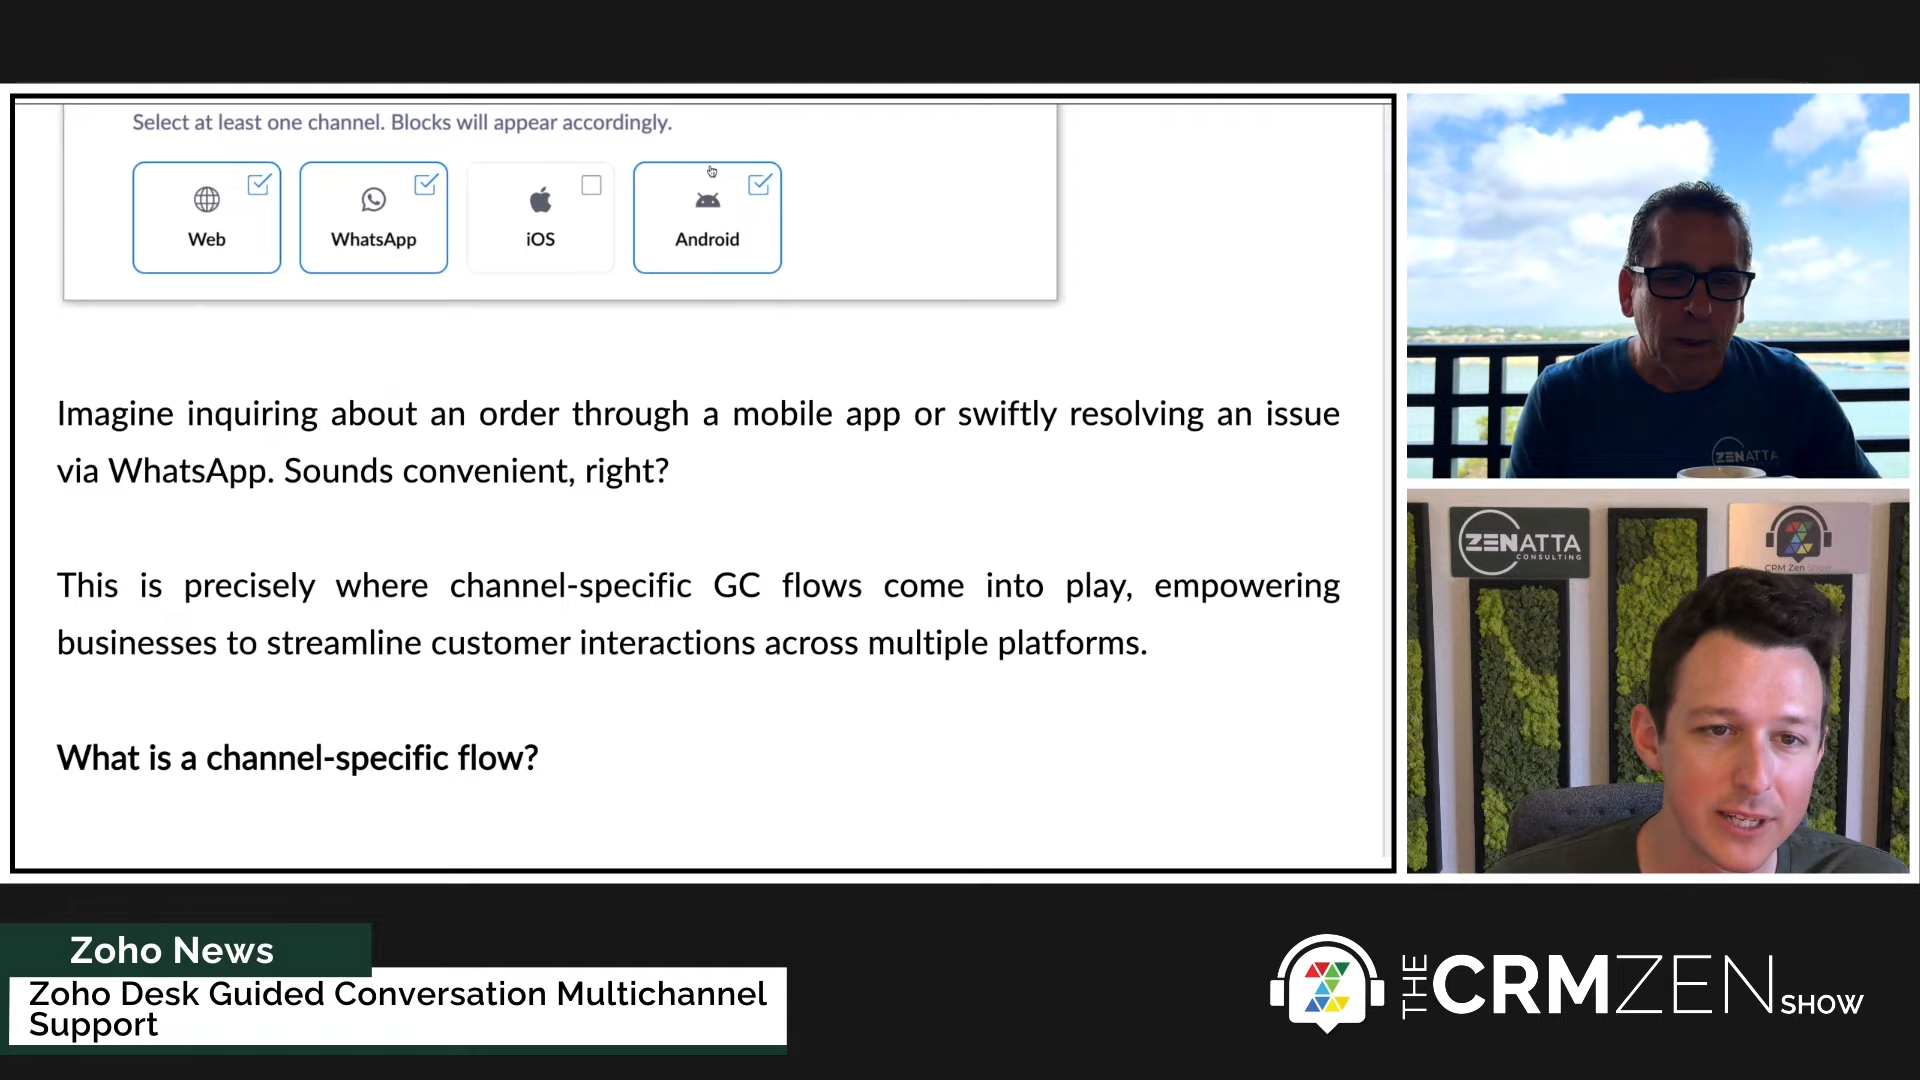 Select at least one channel. Blocks will appear accordingly.
Web
WhatsApp
iOS
Android
Imagine inquiring about an order through a mobile app or swiftly resolving an issue
via WhatsApp. Sounds convenient, right?
This is precisely where channel-specific GC flows come into play, empowering
businesses to streamline customer interactions across multiple platforms.
What is a channel-specific flow?
ZENATTA
ZENATTA
CONSULTING
CRM Zen Show
Zoho News
Zoho Desk Guided Conversation Multichannel
Support
THE CRMZEN SHOW